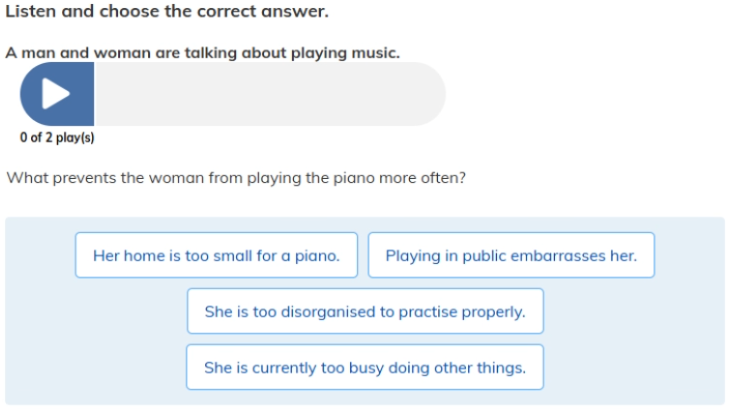 Listen and choose the correct answer.
A man and woman are talking about playing music.
0 of 2 play(s)
What prevents the woman from playing the piano more often?
Her home is too small for a piano.
Playing in public embarrasses her.
She is too disorganised to practise properly.
She is currently too busy doing other things.